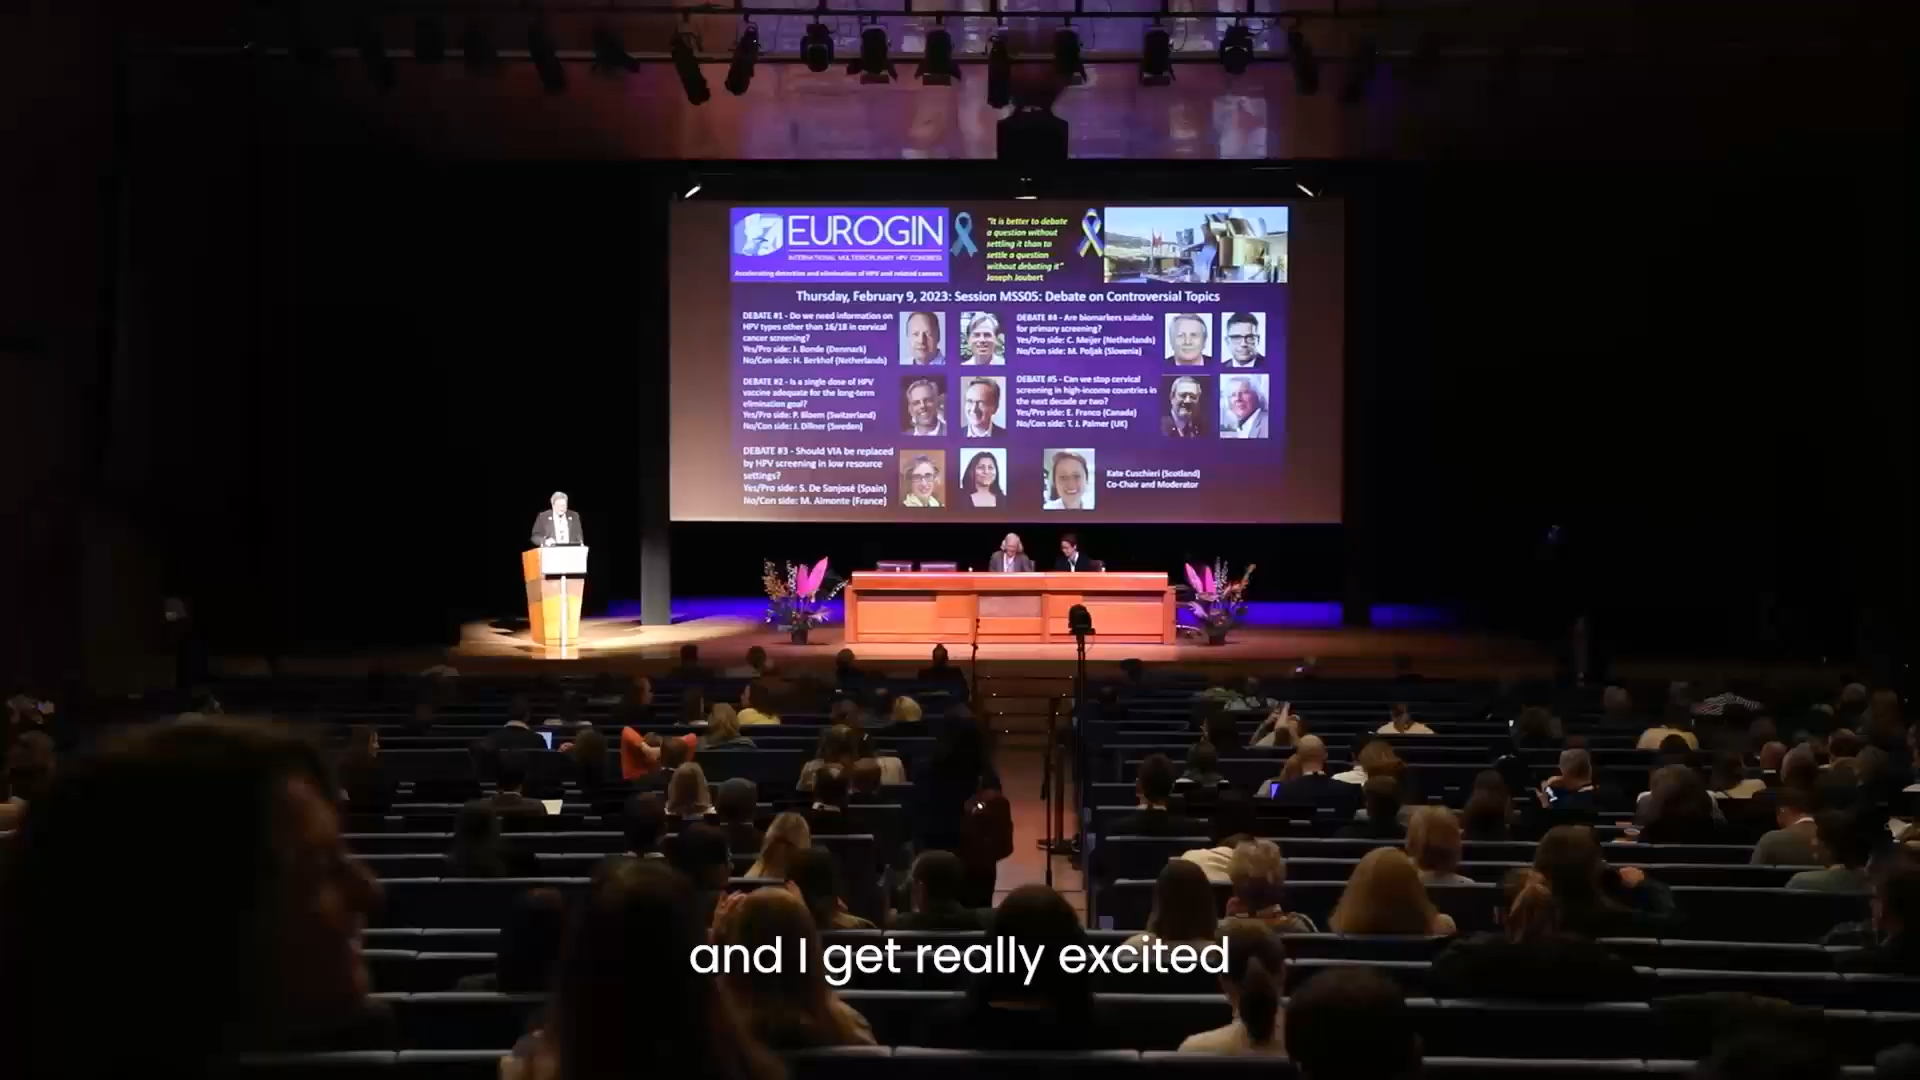 EUROGIN
INTERNATIONAL MULTIDISCIPLINARY HPV CONGRESS
Accelerating detection and elimination of HPV and related cancers
"It is better to debate
a question without
settling it than to
settle a question
without debating it"
Joseph Joubert
Thursday, February 9, 2023: Session MSS05: Debate on Controversial Topics
DEBATE #1 - Do we need information on
HPV types other than 16/18 in cervical
cancer screening?
Yes/Pro side: J. Bonde (Denmark)
No/Con side: H. Berkhof (Netherlands)
DEBATE #2 - Is a single dose of HPV
vaccine adequate for the long-term
elimination goal?
Yes/Pro side: P. Bloem (Switzerland)
No/Con side: J. Dillner (Sweden)
DEBATE #3 - Should VIA be replaced
by HPV screening in low resource
settings?
Yes/Pro side: S. De Sanjosé (Spain)
No/Con side: M. Almonte (France)
DEBATE #4 - Are biomarkers suitable
for primary screening?
Yes/Pro side: C. Meijer (Netherlands)
No/Con side: M. Poljak (Slovenia)
DEBATE #5 - Can we stop cervical
screening in high-income countries in
the next decade or two?
Yes/Pro side: E. Franco (Canada)
No/Con side: T. J. Palmer (UK)
Kate Cuschieri (Scotland)
Co-Chair and Moderator
and I get really excited